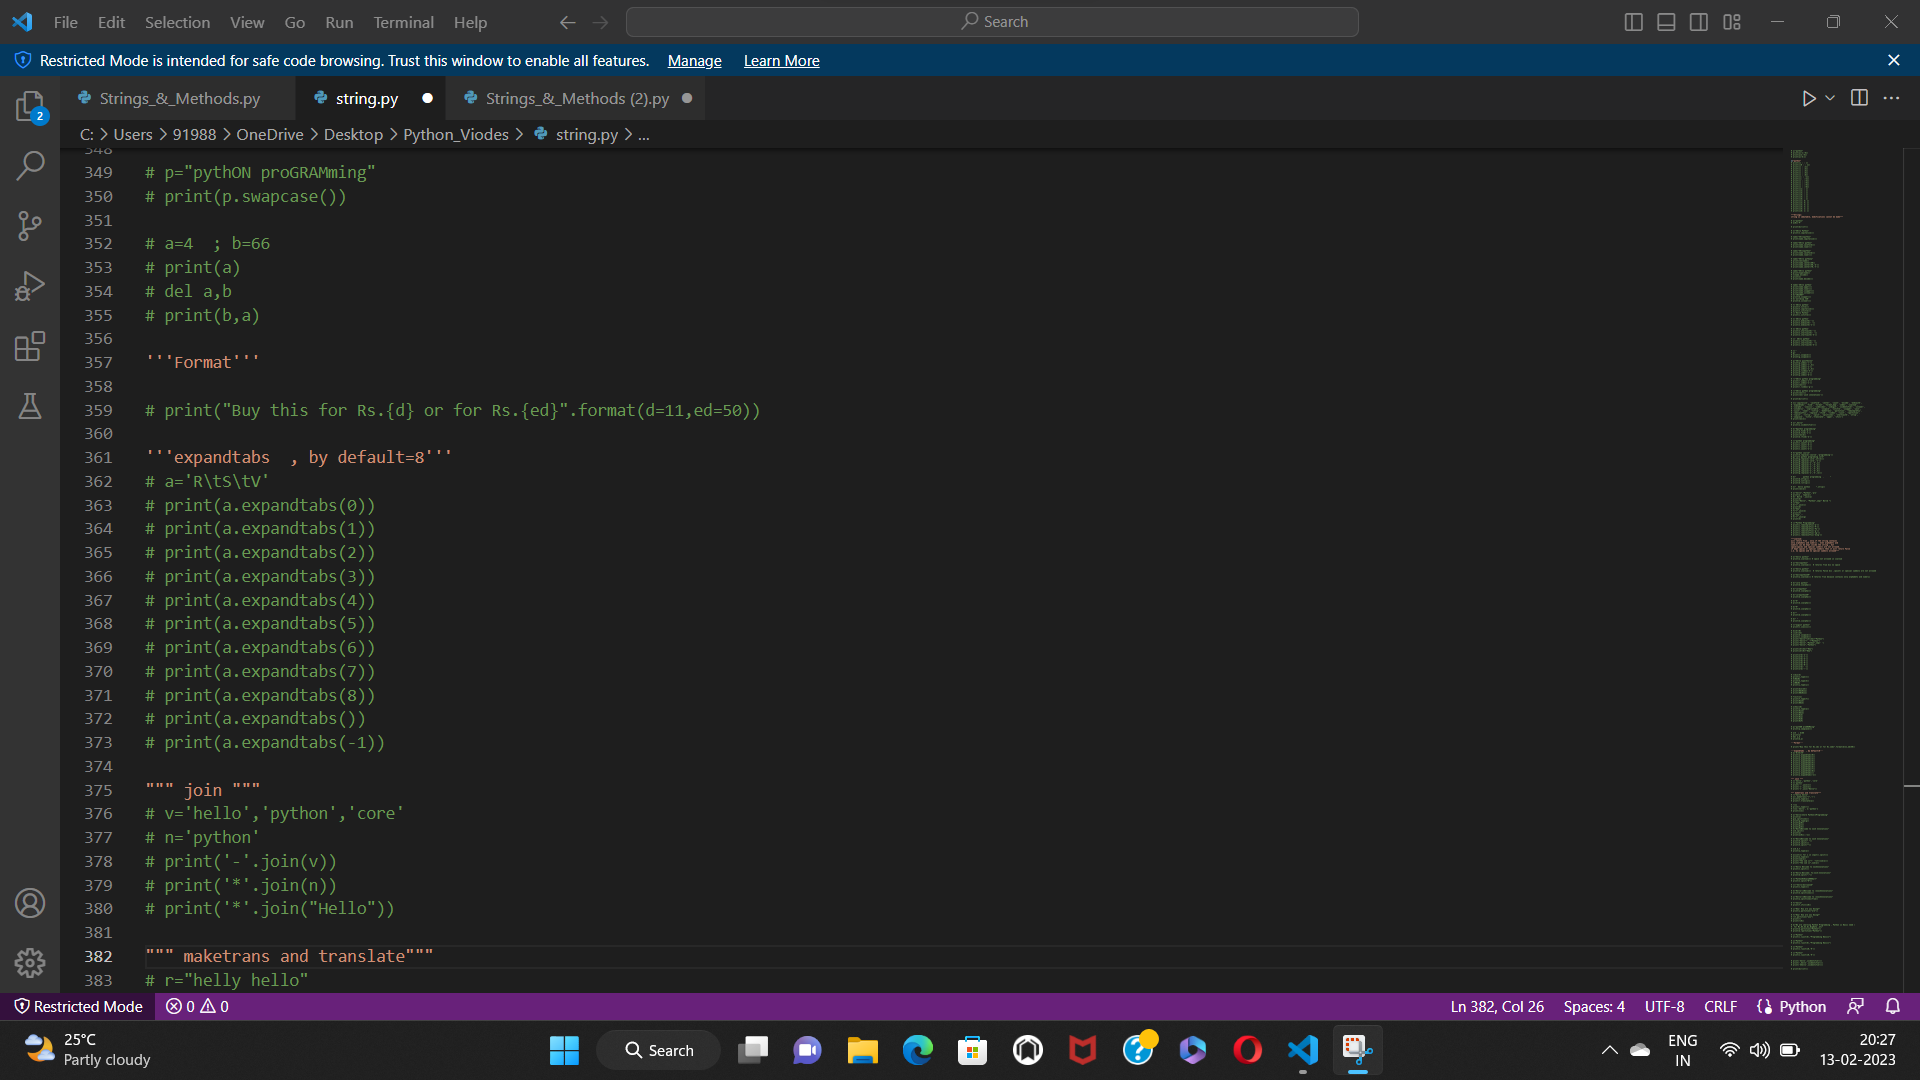 File Edit Selection View Go Run Terminal Help
Search
Restricted Mode is intended for safe code browsing. Trust this window to enable all features. Manage Learn More
Strings_&_Methods.py string.py Strings_&_Methods (2).py
C: > Users > 91988 > OneDrive > Desktop > Python_Viodes > string.py > ...
2
348
349 # p="pythON proGRAMming"
350 # print(p.swapcase())
351
352 # a=4  ; b=66
353 # print(a)
354 # del a,b
355 # print(b,a)
356
357 '''Format'''
358
359 # print("Buy this for Rs.{d} or for Rs.{ed}".format(d=11,ed=50))
360
361 '''expandtabs  , by default=8'''
362 # a='R\tS\tV'
363 # print(a.expandtabs(0))
364 # print(a.expandtabs(1))
365 # print(a.expandtabs(2))
366 # print(a.expandtabs(3))
367 # print(a.expandtabs(4))
368 # print(a.expandtabs(5))
369 # print(a.expandtabs(6))
370 # print(a.expandtabs(7))
371 # print(a.expandtabs(8))
372 # print(a.expandtabs())
373 # print(a.expandtabs(-1))
374
375 """ join """
376 # v='hello','python','core'
377 # n='python'
378 # print('-'.join(v))
379 # print('*'.join(n))
380 # print('*'.join("Hello"))
381
382 """ maketrans and translate"""
383 # r="helly hello"
Restricted Mode 0 0 Ln 382, Col 26 Spaces: 4 UTF-8 CRLF Python
25°C
Partly cloudy
Search
ENG
IN
20:27
13-02-2023